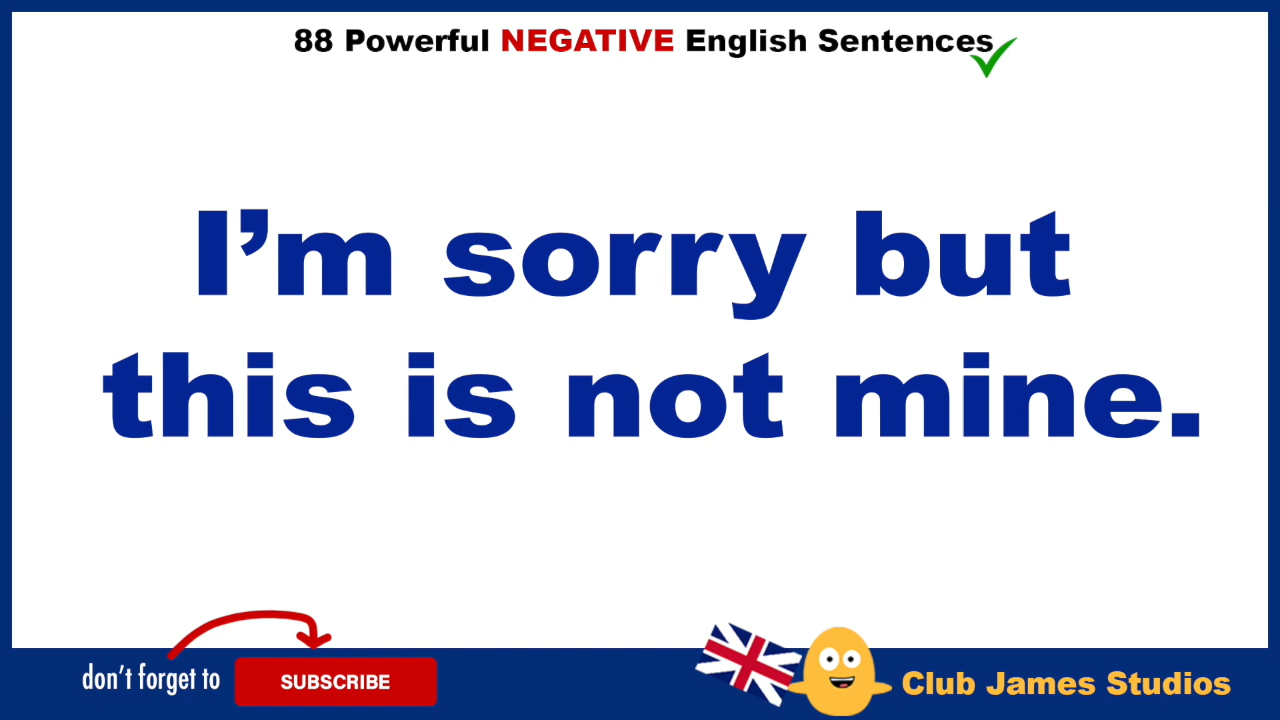 88 Powerful NEGATIVE English Sentences
I’m sorry but
this is not mine.
don’t forget to
SUBSCRIBE
Club James Studios